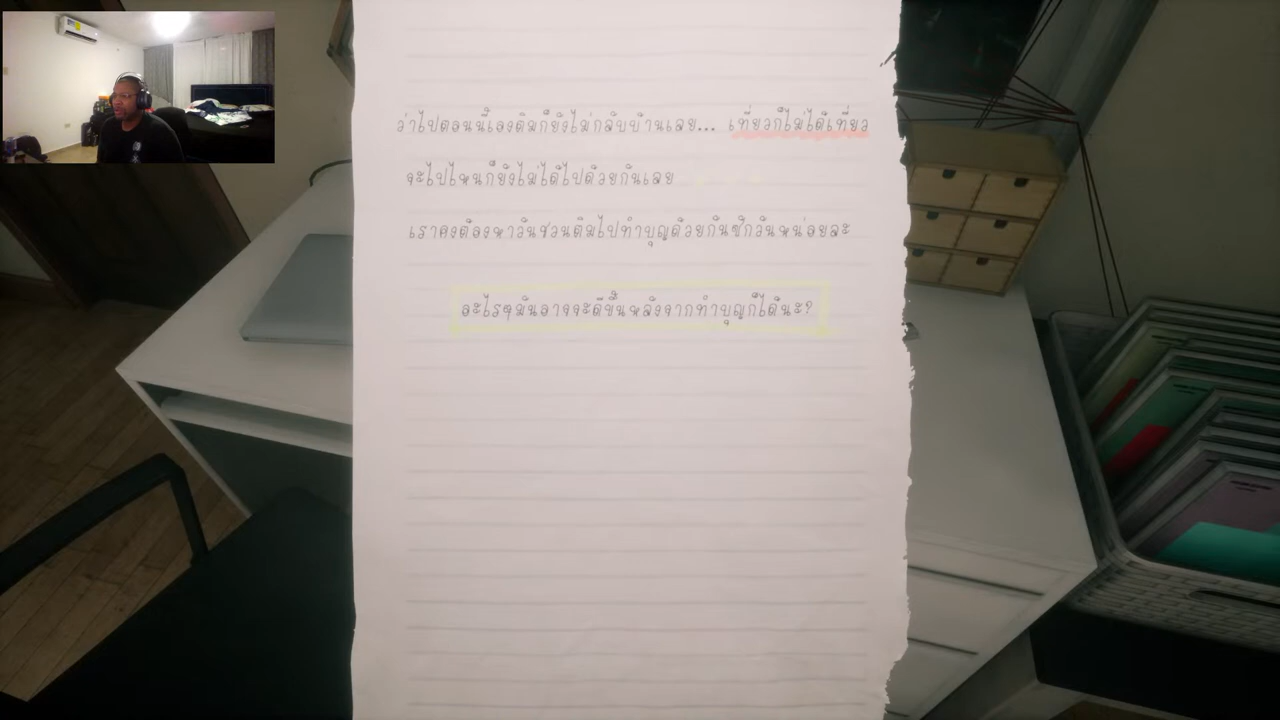 ว่าไปตอนนี้เองติมก็ยังไม่กลับบ้านเลย... เที่ยวก็ไม่ได้เที่ยว
จะไปไหนก็ยังไม่ได้ไปด้วยกันเลย
เราคงต้องหาวันชวนติมไปทำบุญด้วยกันซักวันหน่อยละ
อะไรๆมันอาจจะดีขึ้นหลังจากทำบุญก็ได้นะ?